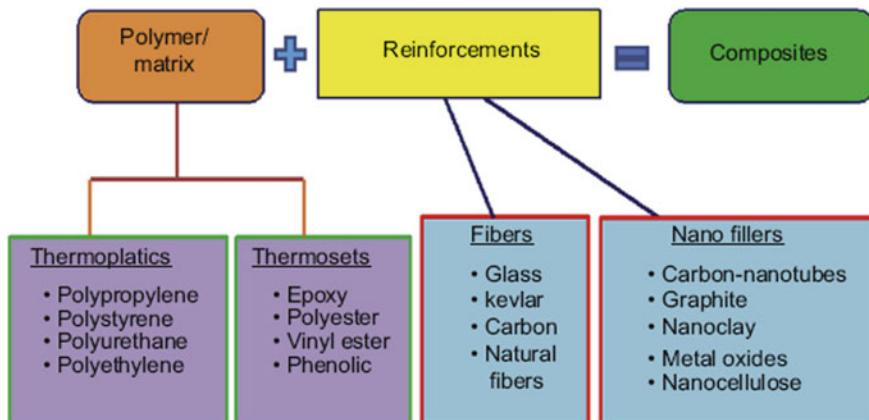 Polymer/
matrix
Reinforcements
Composites
Thermoplatics
• Polypropylene
• Polystyrene
• Polyurethane
• Polyethylene
Thermosets
• Epoxy
• Polyester
• Vinyl ester
• Phenolic
Fibers
• Glass
• kevlar
• Carbon
• Natural
fibers
Nano fillers
• Carbon-nanotubes
• Graphite
• Nanoclay
• Metal oxides
• Nanocellulose